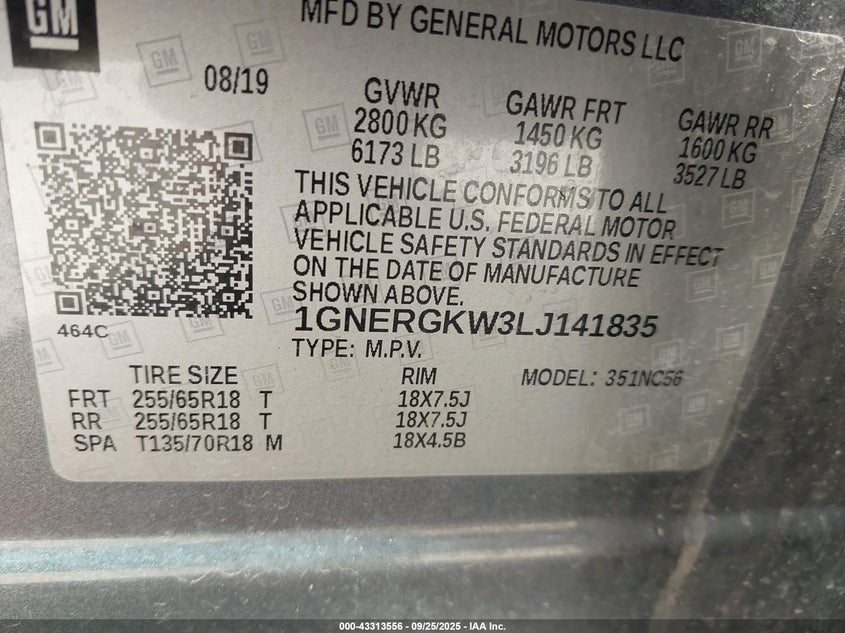 GM
MFD BY GENERAL MOTORS LLC
08/19
GVWR
2800 KG
6173 LB
GAWR FRT
1450 KG
3196 LB
GAWR RR
1600 KG
3527 LB
THIS VEHICLE CONFORMS TO ALL
APPLICABLE U.S. FEDERAL MOTOR
VEHICLE SAFETY STANDARDS IN EFFECT
ON THE DATE OF MANUFACTURE
SHOWN ABOVE.
464C
1GNERGKW3LJ141835
TYPE: M.P.V.
MODEL: 351NC56
TIRE SIZE RIM
FRT 255/65R18 T 18X7.5J
RR 255/65R18 T 18X7.5J
SPA T135/70R18 M 18X4.5B
000-43313556 - 09/25/2025 - IAA Inc.